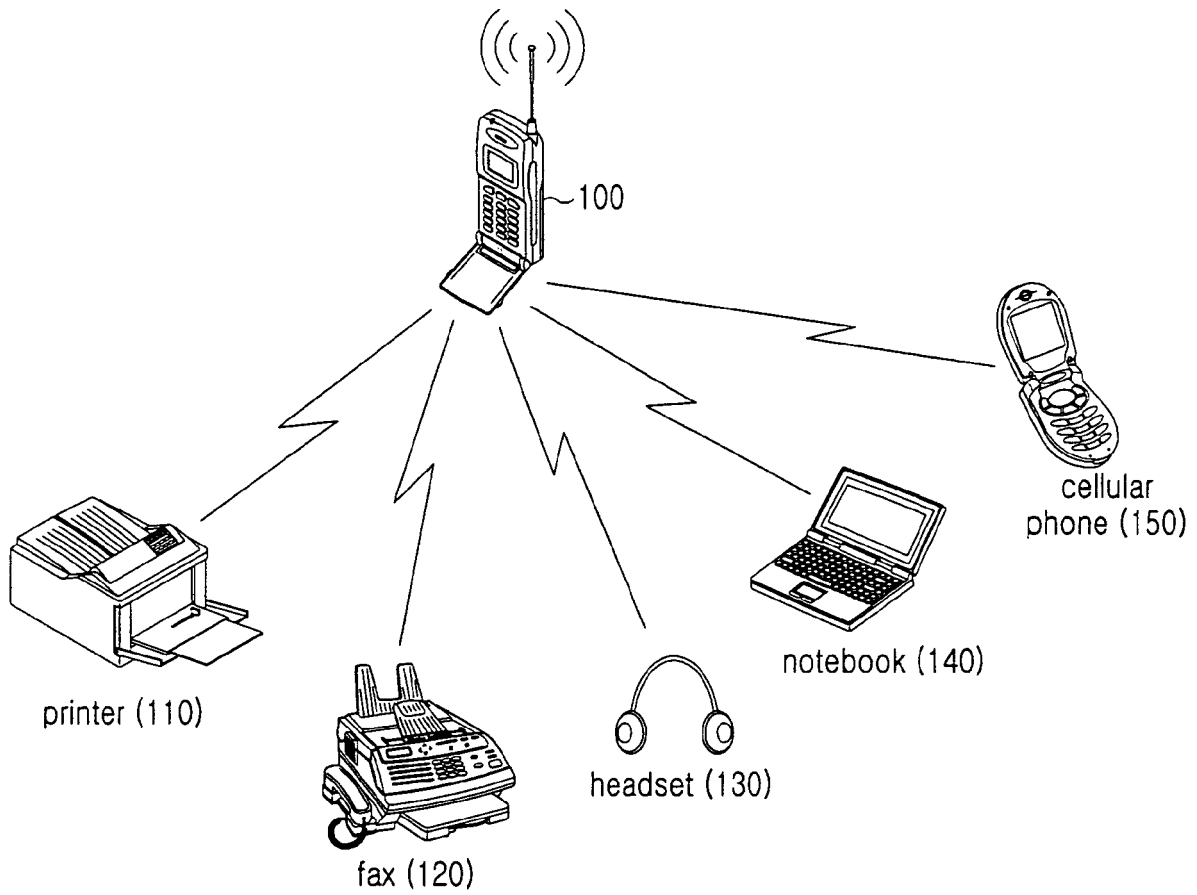 100
cellular
phone (150)
notebook (140)
printer (110)
headset (130)
fax (120)